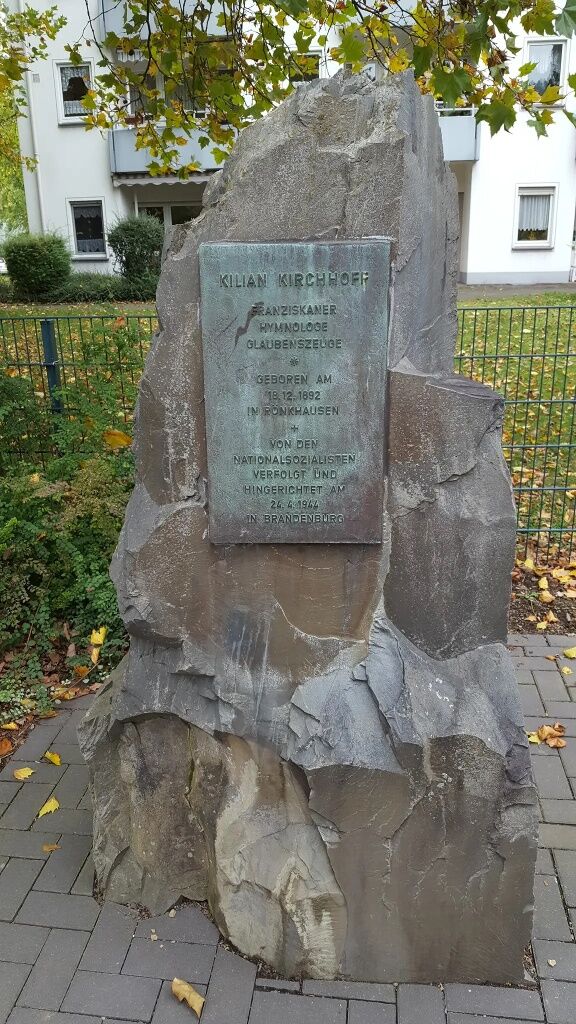 KILIAN KIRCHHOFF
FRANZISKANER
HYMNOLOGE
GLAUBENSZEUGE
*
GEBOREN AM
18.12.1892
IN RÖNKHAUSEN
+
VON DEN
NATIONALSOZIALISTEN
VERFOLGT UND
HINGERICHTET AM
24.4.1944
IN BRANDENBURG